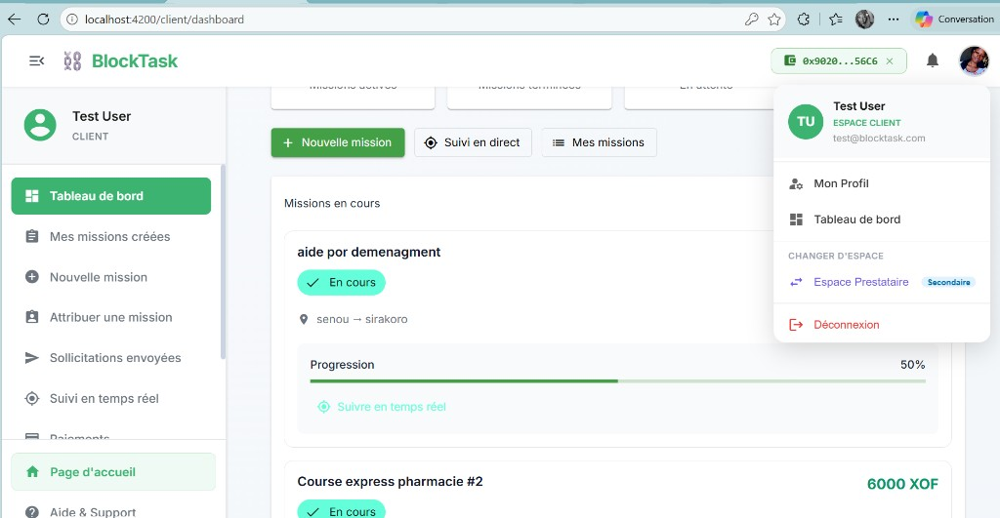 localhost:4200/client/dashboard
Conversation
BlockTask
0x9020...56C6 ×
Test User
CLIENT
Tableau de bord
Mes missions créées
Nouvelle mission
Attribuer une mission
Sollicitations envoyées
Suivi en temps réel
Paiements
Page d'accueil
Aide & Support
Missions actives
Missions terminées
En attente
+ Nouvelle mission
Suivi en direct
Mes missions
Missions en cours
aide por demenagment
En cours
senou → sirakoro
Progression 50%
Suivre en temps réel
Course express pharmacie #2
6000 XOF
En cours
TU
Test User
ESPACE CLIENT
test@blocktask.com
Mon Profil
Tableau de bord
CHANGER D'ESPACE
Espace Prestataire Secondaire
Déconnexion